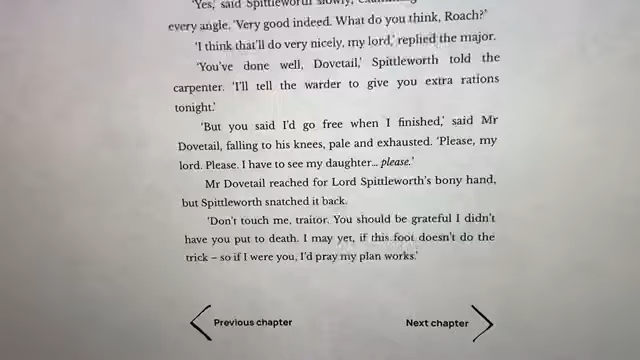 'Yes,' said Spittleworth slowly,
every angle. 'Very good indeed. What do you think, Roach?'
'I think that'll do very nicely, my lord,' replied the major.
'You've done well, Dovetail,' Spittleworth told the
carpenter. 'I'll tell the warder to give you extra rations
tonight.'
'But you said I'd go free when I finished,' said Mr
Dovetail, falling to his knees, pale and exhausted. 'Please, my
lord. Please. I have to see my daughter... please.'
Mr Dovetail reached for Lord Spittleworth's bony hand,
but Spittleworth snatched it back.
'Don't touch me, traitor. You should be grateful I didn't
have you put to death. I may yet, if this foot doesn't do the
trick – so if I were you, I'd pray my plan works.'
Previous chapter
Next chapter